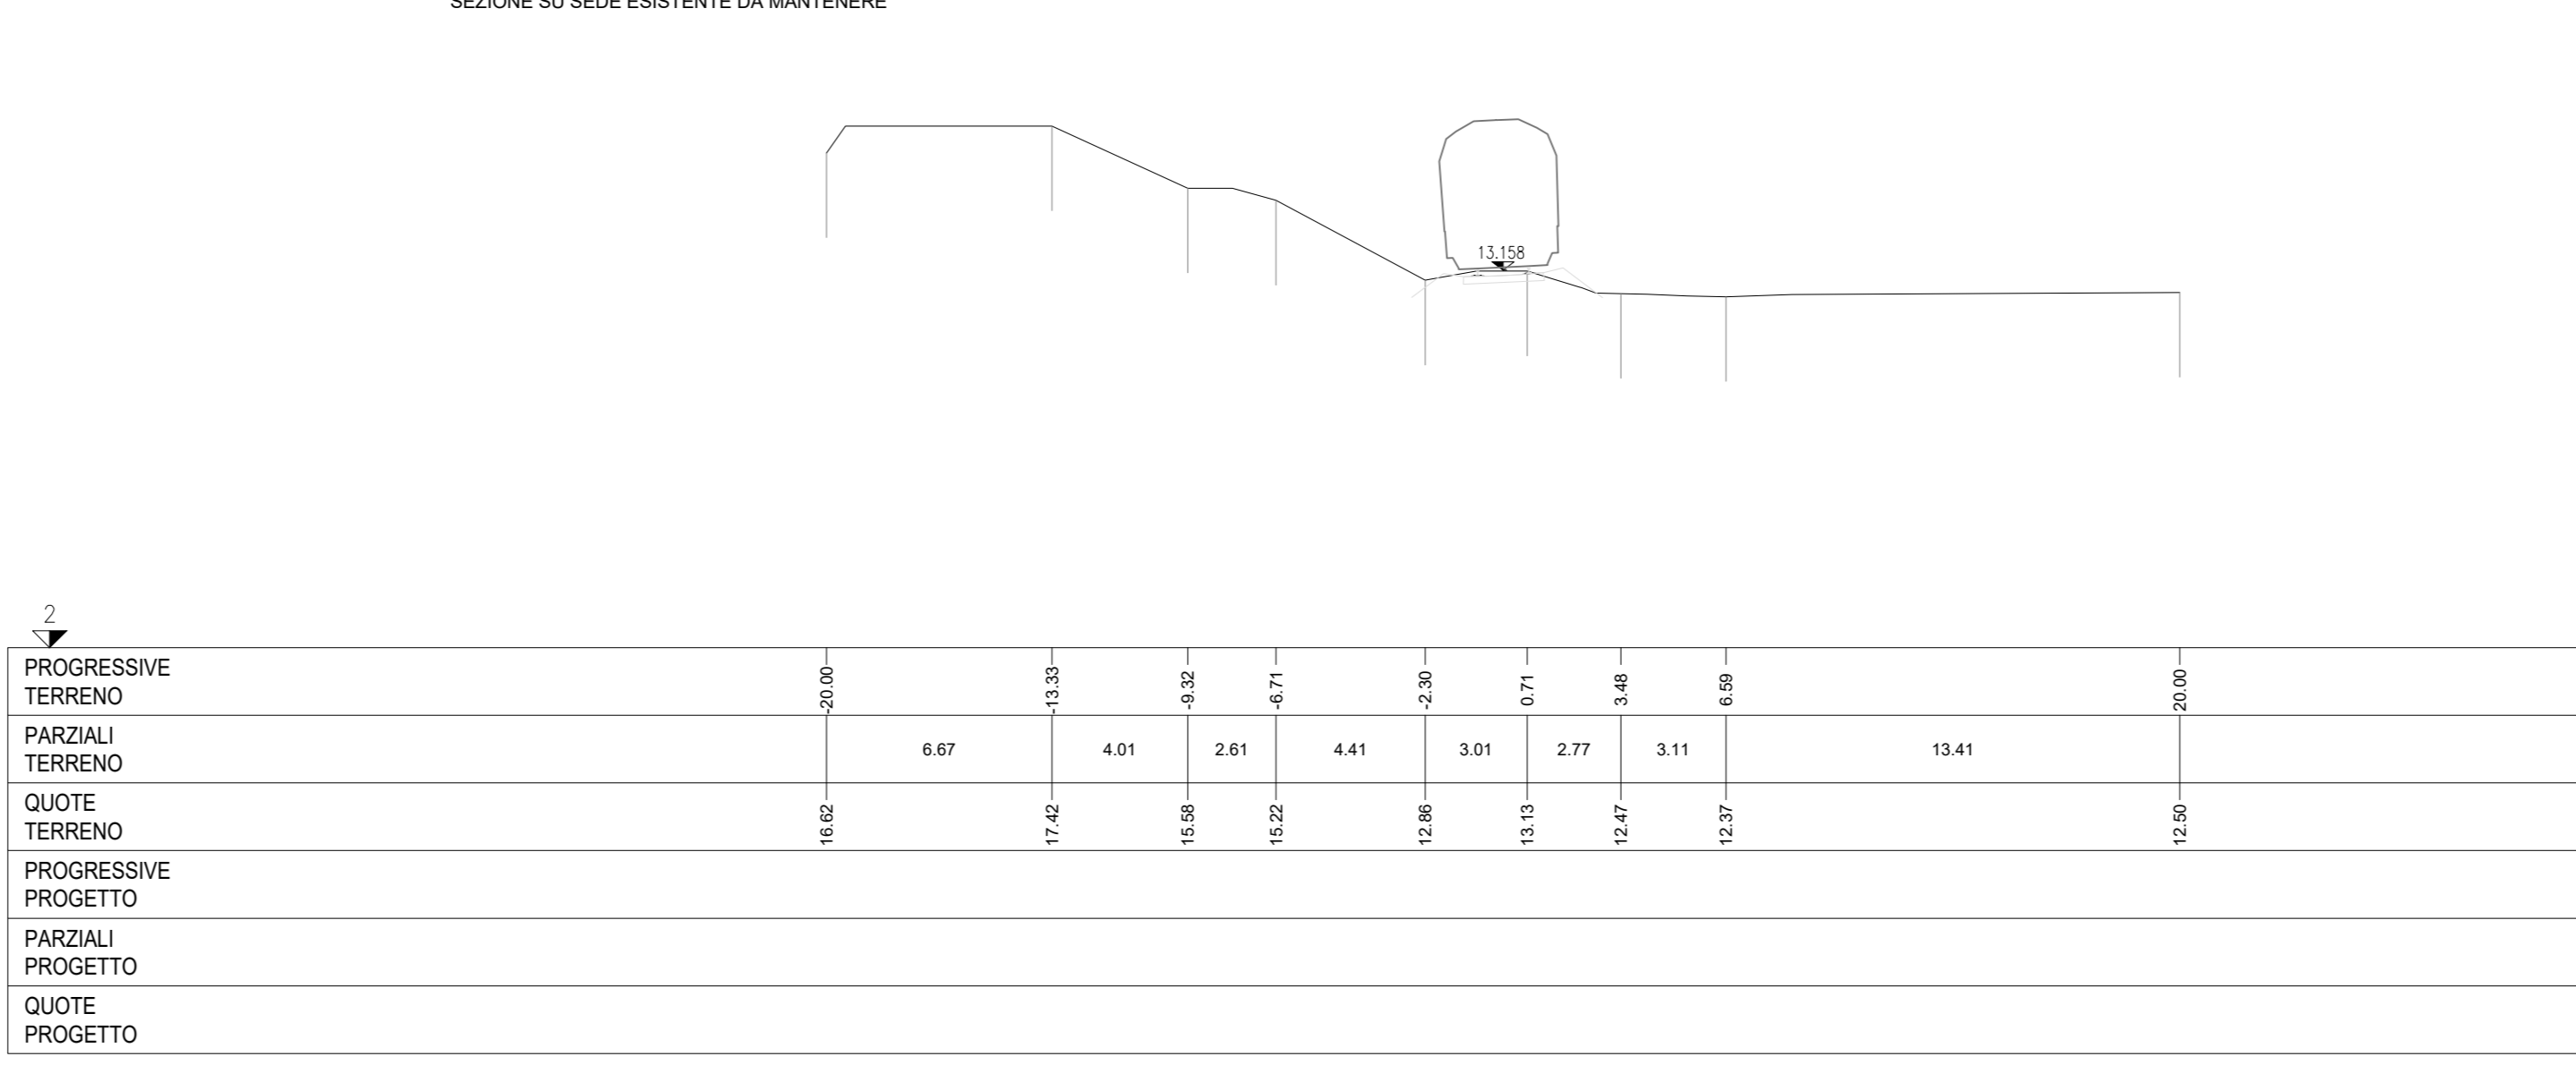 SEZIONE SU SEDE ESISTENTE DA MANTENERE
13.158
2
PROGRESSIVE
TERRENO
-20.00 -13.33 -9.32 -6.71 -2.30 0.71 3.48 6.59 20.00
PARZIALI
TERRENO
6.67 4.01 2.61 4.41 3.01 2.77 3.11 13.41
QUOTE
TERRENO
16.62 17.42 15.58 15.22 12.86 13.13 12.47 12.37 12.50
PROGRESSIVE
PROGETTO
PARZIALI
PROGETTO
QUOTE
PROGETTO